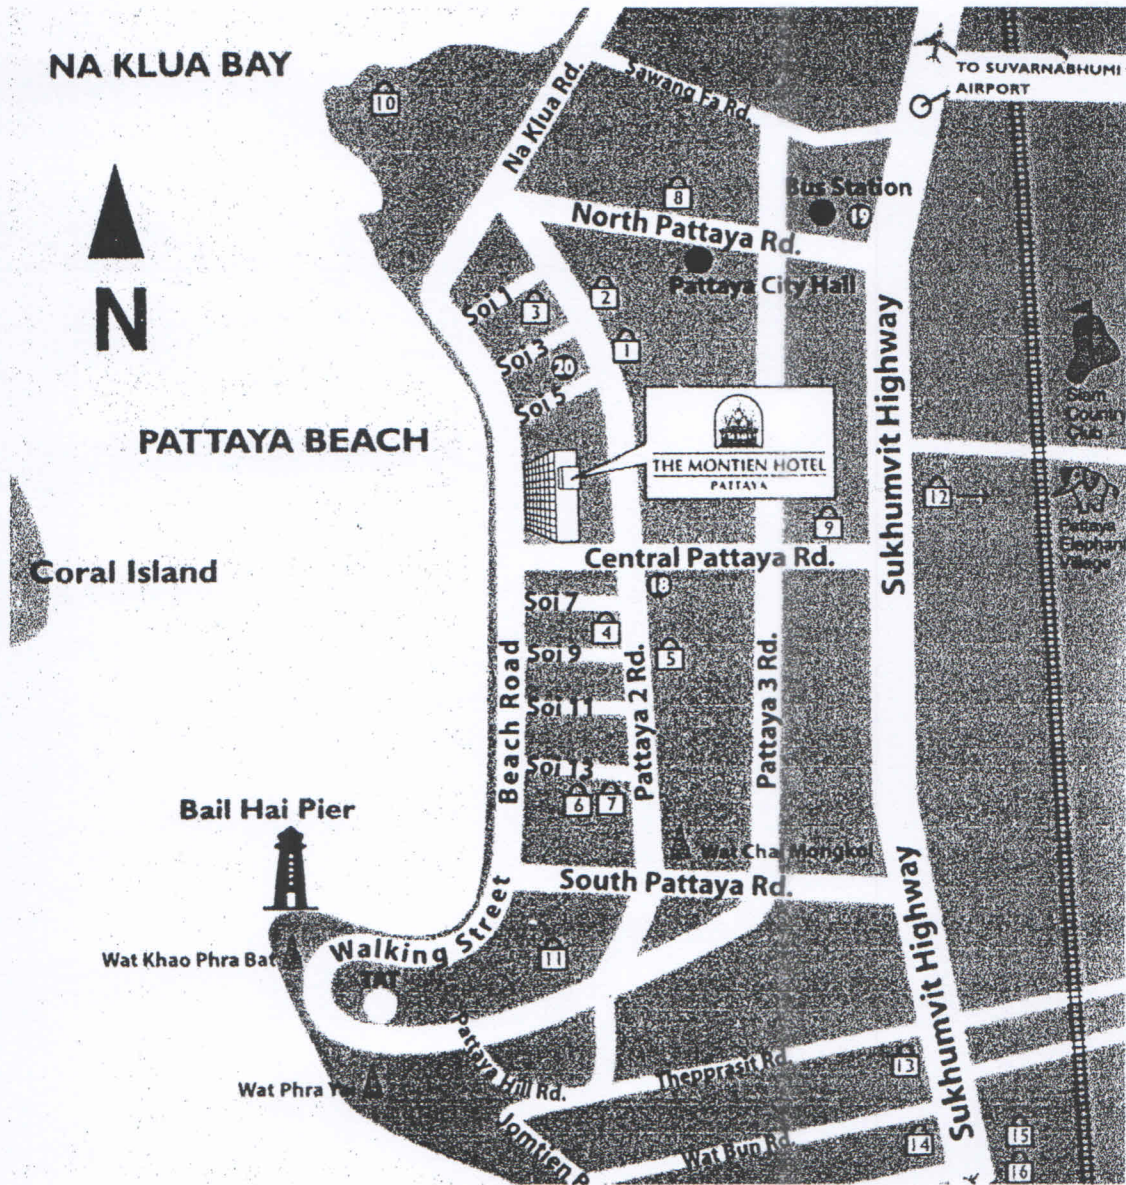 NA KLUA BAY
10
Na Klua Rd.
Sawang Fa Rd.
TO SUVARNABHUMI
AIRPORT
N
8
North Pattaya Rd.
Bus Station
19
Pattaya City Hall
Soi 1
3
2
Soi 3
1
20
Soi 5
Siam
Country
Club
PATTAYA BEACH
THE MONTIEN HOTEL
PATTAYA
Sukhumvit Highway
12
Pattaya
Elephant
Village
9
Central Pattaya Rd.
Coral Island
18
Soi 7
4
Soi 9
5
Beach Road
Soi 11
Pattaya 2 Rd.
Pattaya 3 Rd.
Soi 13
6
7
Bail Hai Pier
Wat Chai Mongkol
South Pattaya Rd.
Walking Street
11
Wat Khao Phra Bat
TAT
Sukhumvit Highway
Pattaya Hill Rd.
Thepprasit Rd.
13
Wat Phra
Jomtien
Wat Bun Rd.
14
15
16